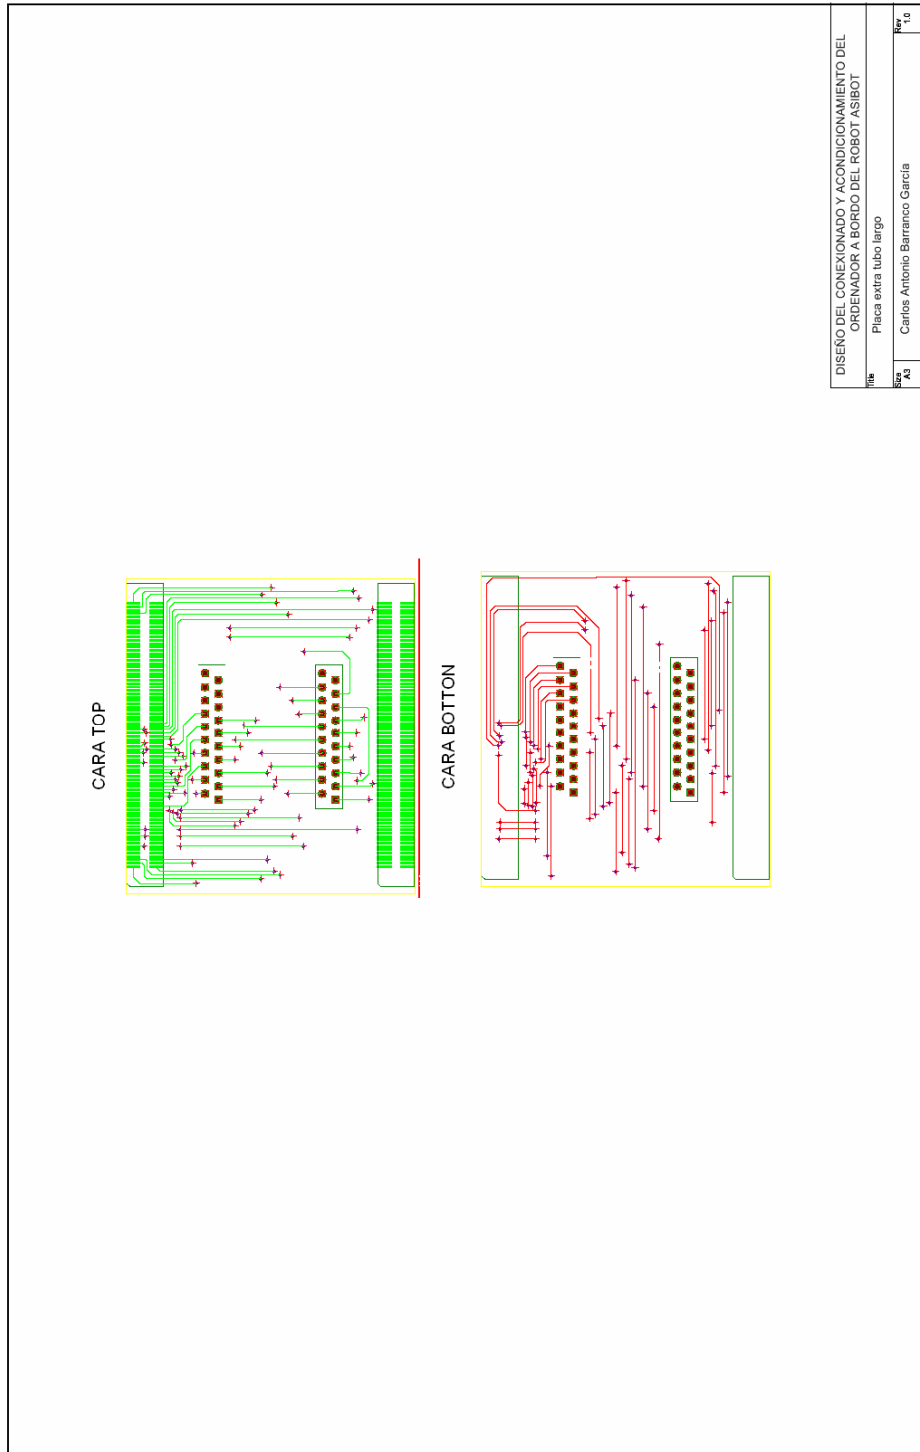 CARA TOP
CARA BOTTON
DISEÑO DEL CONEXIONADO Y ACONDICIONAMIENTO DEL
ORDENADOR A BORDO DEL ROBOT ASIBOT
Title
Placa extra tubo largo
Size
A3
Carlos Antonio Barranco García
Rev
1.0